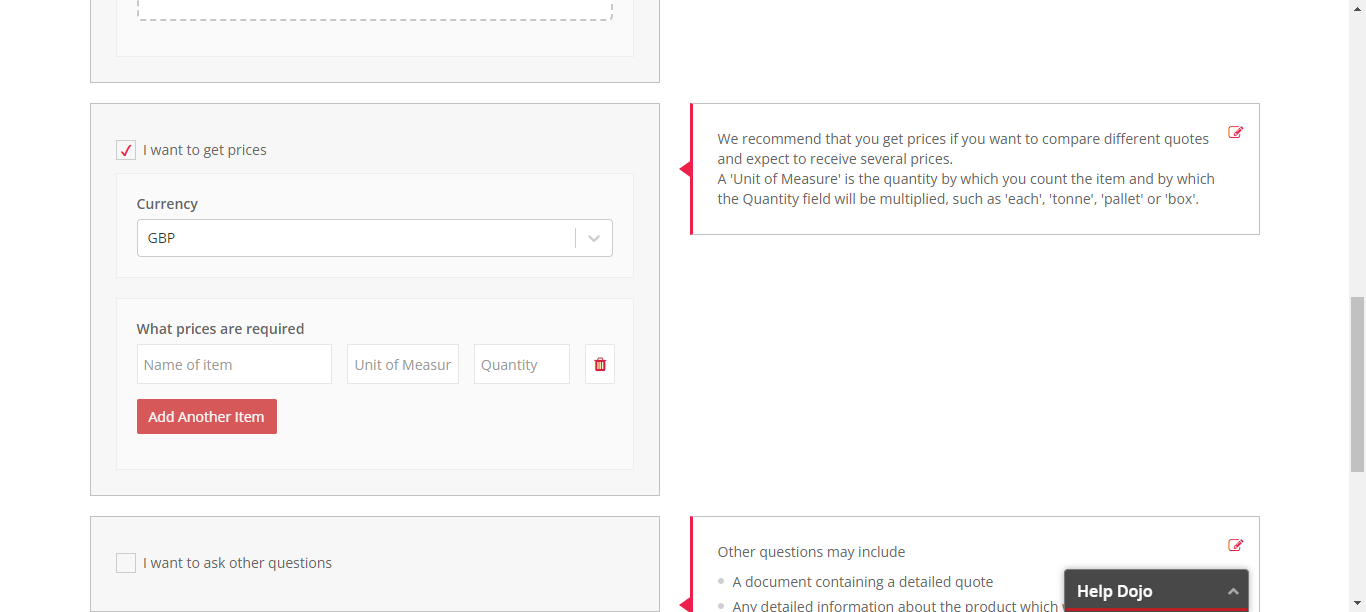 I want to get prices
We recommend that you get prices if you want to compare different quotes
and expect to receive several prices.
A 'Unit of Measure' is the quantity by which you count the item and by which
the Quantity field will be multiplied, such as 'each', 'tonne', 'pallet' or 'box'.
Currency
GBP
What prices are required
Name of item
Unit of Measur
Quantity
Add Another Item
I want to ask other questions
Other questions may include
A document containing a detailed quote
Any detailed information about the product which
Help Dojo